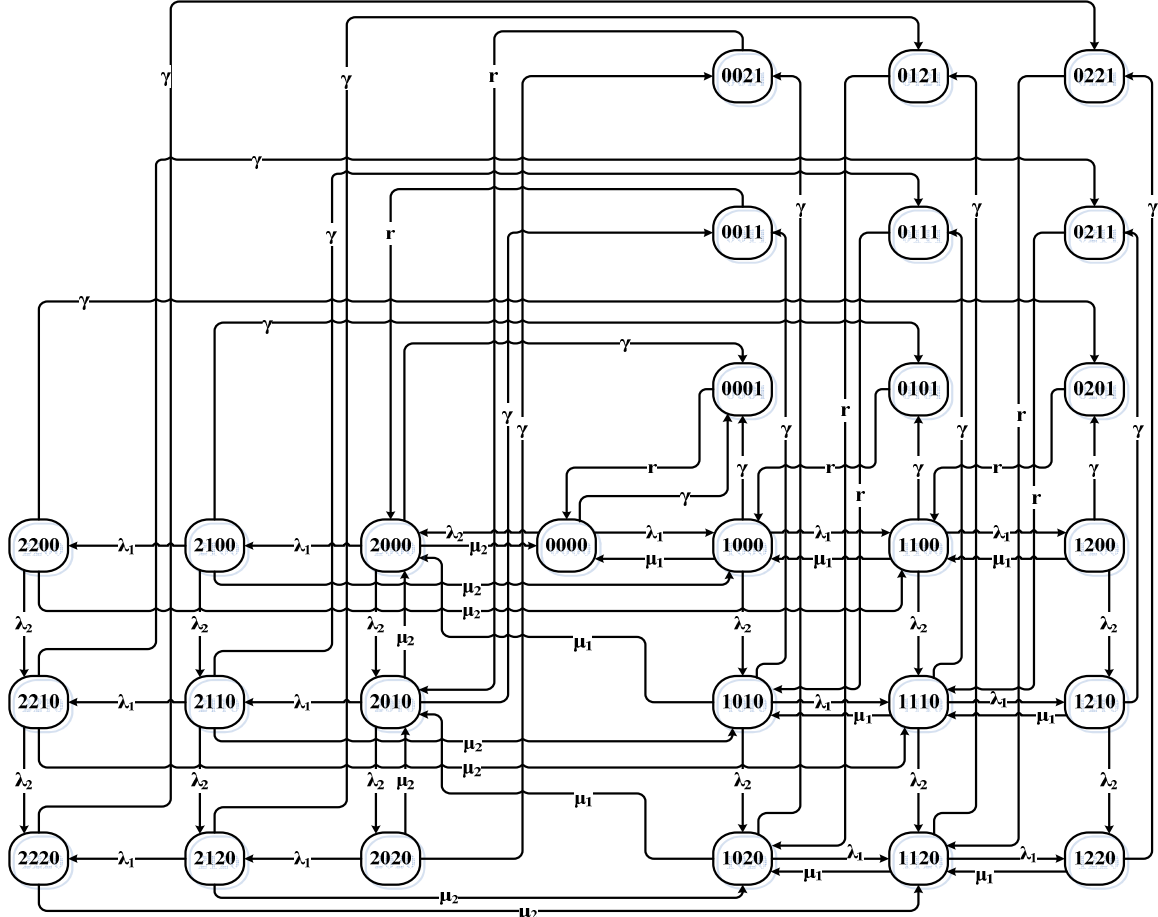 γ γ r 0021 0121 0221
γ
γ γ γ
r γ 0011 0111 0211
γ
γ
γ
0001 0101 0201
r r
γ γ γ γ γ
r γ r γ r γ
γ r r
2200 λ₁ 2100 λ₁ 2000 λ₂ 0000 λ₁ 1000 λ₁ 1100 λ₁ 1200
μ₂ μ₁ μ₁ μ₁
μ₂
μ₂
λ₂ λ₂ λ₂ λ₂ λ₂ λ₂
μ₂ μ₁
2210 λ₁ 2110 λ₁ 2010 1010 λ₁ 1110 λ₁ 1210
μ₁ μ₁
μ₂
μ₂
λ₂ λ₂ λ₂ μ₂ λ₂ λ₂ λ₂
μ₁
2220 λ₁ 2120 λ₁ 2020 1020 λ₁ 1120 λ₁ 1220
μ₁ μ₁
μ₂
μ₂